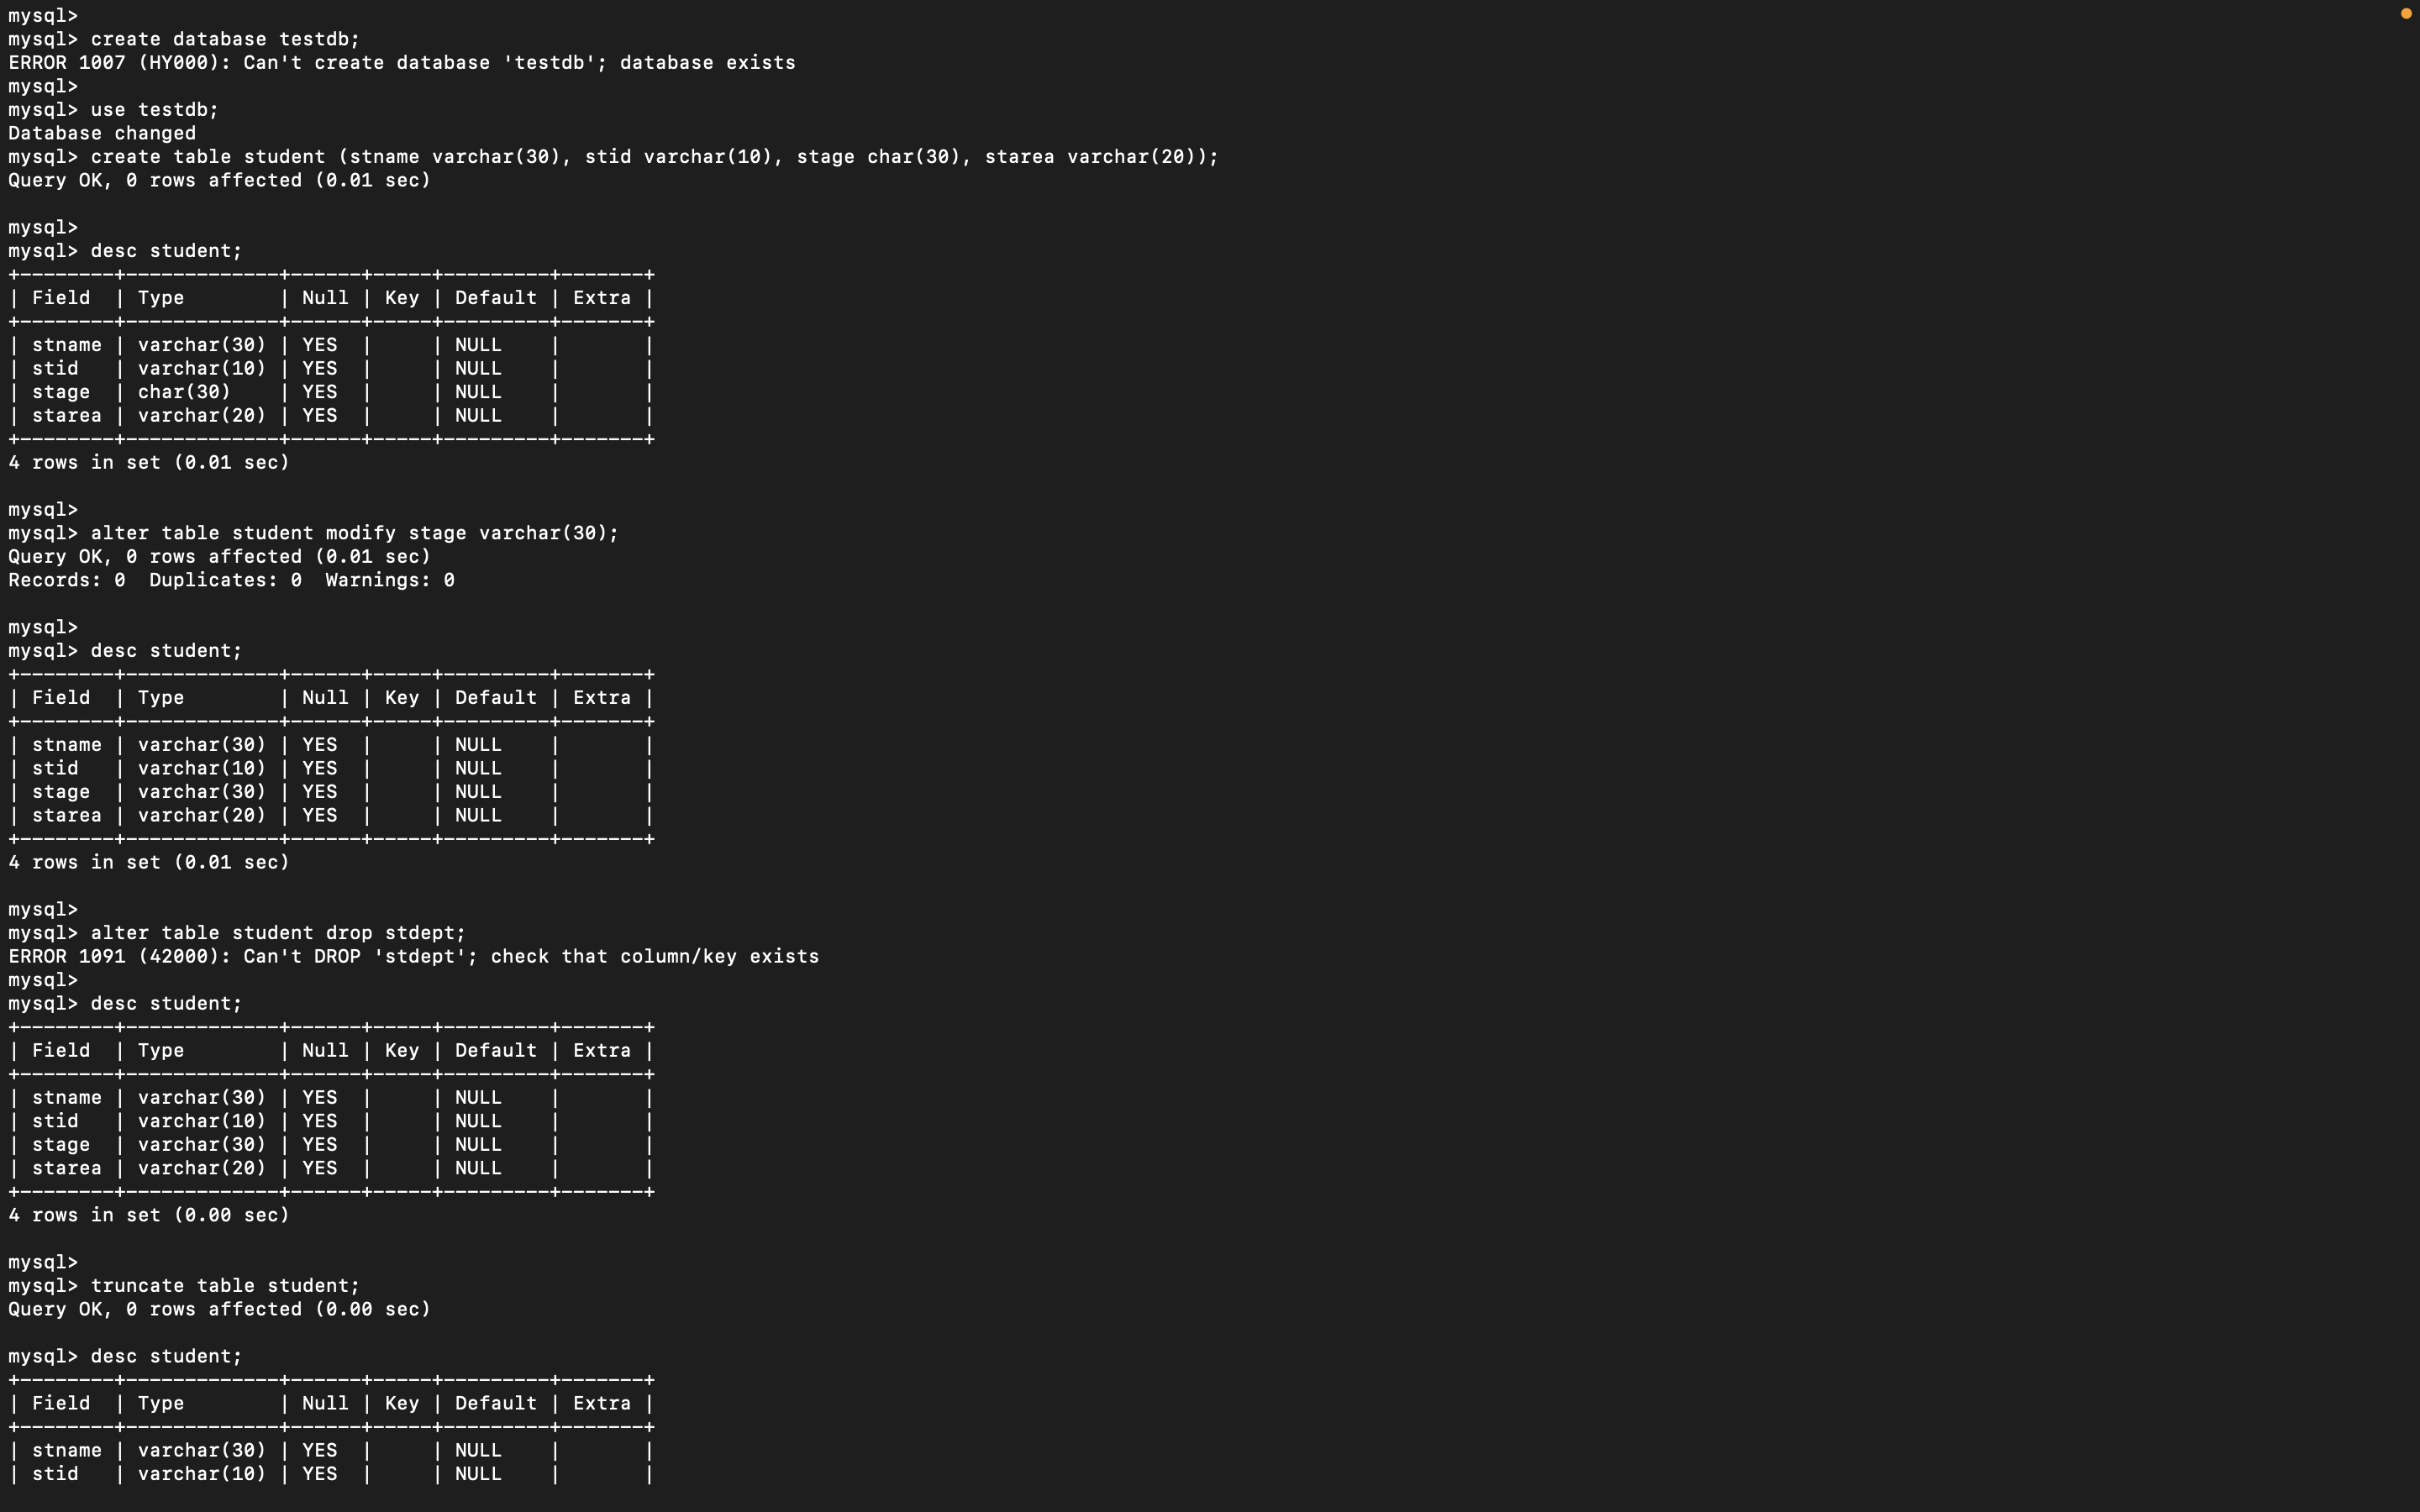 mysql>
mysql> create database testdb;
ERROR 1007 (HY000): Can't create database 'testdb'; database exists
mysql>
mysql> use testdb;
Database changed
mysql> create table student (stname varchar(30), stid varchar(10), stage char(30), starea varchar(20));
Query OK, 0 rows affected (0.01 sec)

mysql>
mysql> desc student;
+--------+-------------+------+-----+---------+-------+
| Field  | Type        | Null | Key | Default | Extra |
+--------+-------------+------+-----+---------+-------+
| stname | varchar(30) | YES  |     | NULL    |       |
| stid   | varchar(10) | YES  |     | NULL    |       |
| stage  | char(30)    | YES  |     | NULL    |       |
| starea | varchar(20) | YES  |     | NULL    |       |
+--------+-------------+------+-----+---------+-------+
4 rows in set (0.01 sec)

mysql>
mysql> alter table student modify stage varchar(30);
Query OK, 0 rows affected (0.01 sec)
Records: 0  Duplicates: 0  Warnings: 0

mysql>
mysql> desc student;
+--------+-------------+------+-----+---------+-------+
| Field  | Type        | Null | Key | Default | Extra |
+--------+-------------+------+-----+---------+-------+
| stname | varchar(30) | YES  |     | NULL    |       |
| stid   | varchar(10) | YES  |     | NULL    |       |
| stage  | varchar(30) | YES  |     | NULL    |       |
| starea | varchar(20) | YES  |     | NULL    |       |
+--------+-------------+------+-----+---------+-------+
4 rows in set (0.01 sec)

mysql>
mysql> alter table student drop stdept;
ERROR 1091 (42000): Can't DROP 'stdept'; check that column/key exists
mysql>
mysql> desc student;
+--------+-------------+------+-----+---------+-------+
| Field  | Type        | Null | Key | Default | Extra |
+--------+-------------+------+-----+---------+-------+
| stname | varchar(30) | YES  |     | NULL    |       |
| stid   | varchar(10) | YES  |     | NULL    |       |
| stage  | varchar(30) | YES  |     | NULL    |       |
| starea | varchar(20) | YES  |     | NULL    |       |
+--------+-------------+------+-----+---------+-------+
4 rows in set (0.00 sec)

mysql>
mysql> truncate table student;
Query OK, 0 rows affected (0.00 sec)

mysql> desc student;
+--------+-------------+------+-----+---------+-------+
| Field  | Type        | Null | Key | Default | Extra |
+--------+-------------+------+-----+---------+-------+
| stname | varchar(30) | YES  |     | NULL    |       |
| stid   | varchar(10) | YES  |     | NULL    |       |